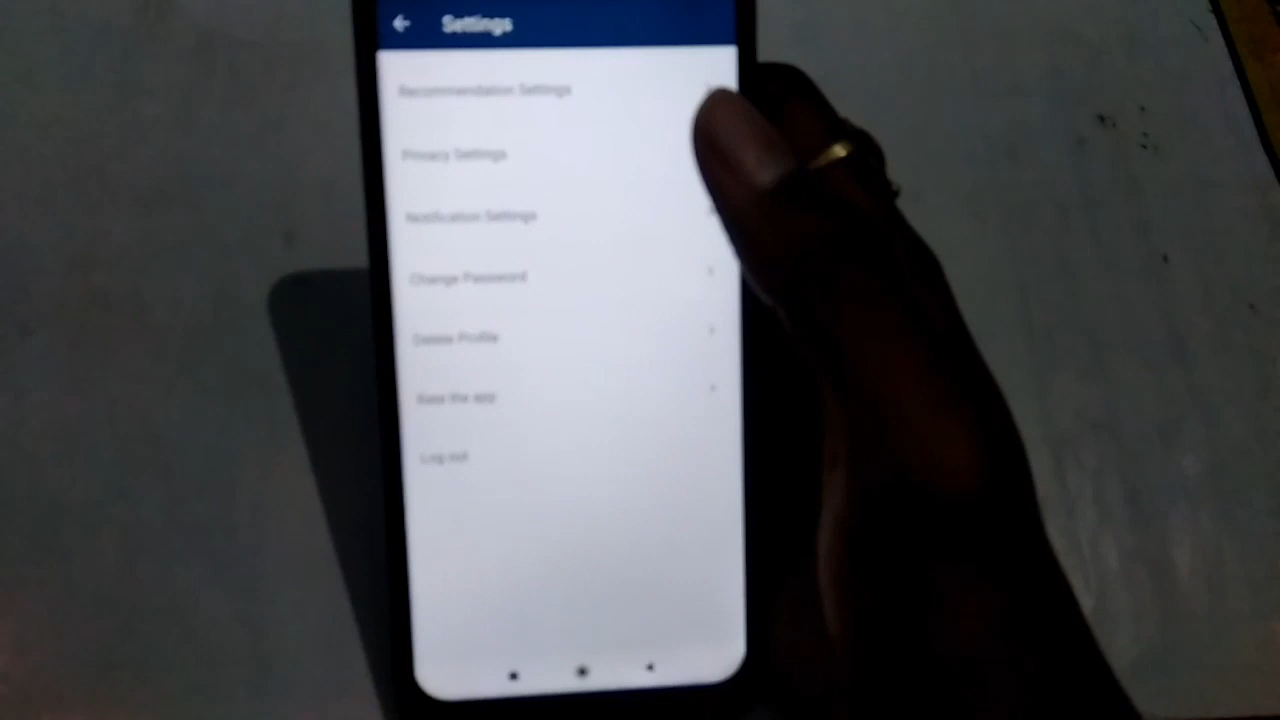 Settings
Recommendation Settings
Privacy Settings
Notification Settings
Change Password
Delete Profile
Rate the app
Log out